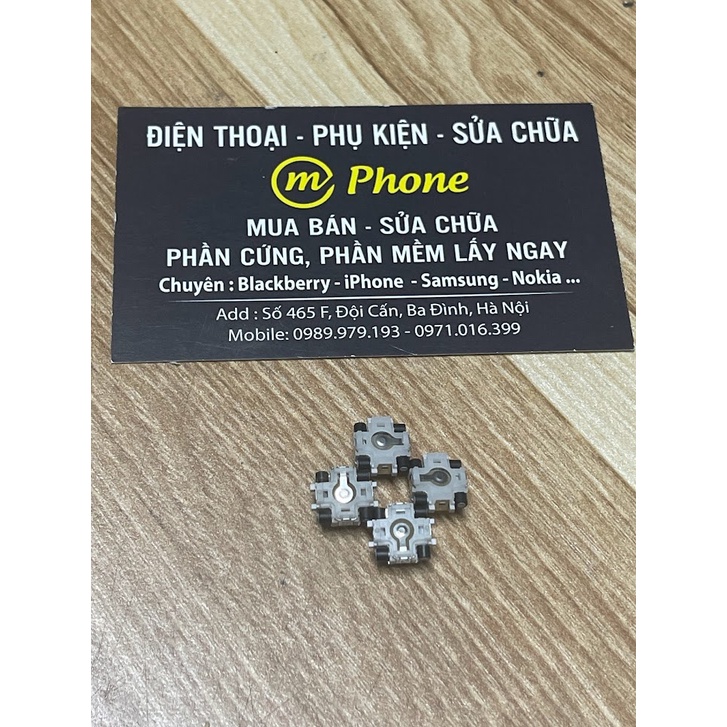 ĐIỆN THOẠI - PHỤ KIỆN - SỬA CHỮA
m Phone
MUA BÁN - SỬA CHỮA
PHẦN CỨNG, PHẦN MỀM LẤY NGAY
Chuyên : Blackberry - iPhone - Samsung - Nokia ...
Add : Số 465 F, Đội Cấn, Ba Đình, Hà Nội
Mobile: 0989.979.193 - 0971.016.399